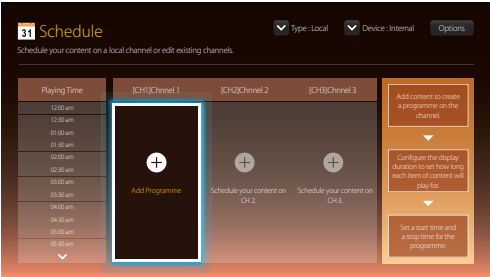 31 Schedule
Type : Local
Device : Internal
Options
Schedule your content on a local channel or edit existing channels.
Playing Time
[CH1]Chnnel 1
[CH2]Chnnel 2
[CH3]Chnnel 3
12:00 am
12:30 am
01:00 am
01:30 am
02:00 am
02:30 am
03:00 am
03:30 am
04:00 am
04:30 am
05:00 am
05:30 am
Add Programme
Schedule your content on
CH 2.
Schedule your content on
CH 3.
Add content to create
a programme on the
channel.
Configure the display
duration to set how long
each item of content will
play for.
Set a start time and
a stop time for the
programme.